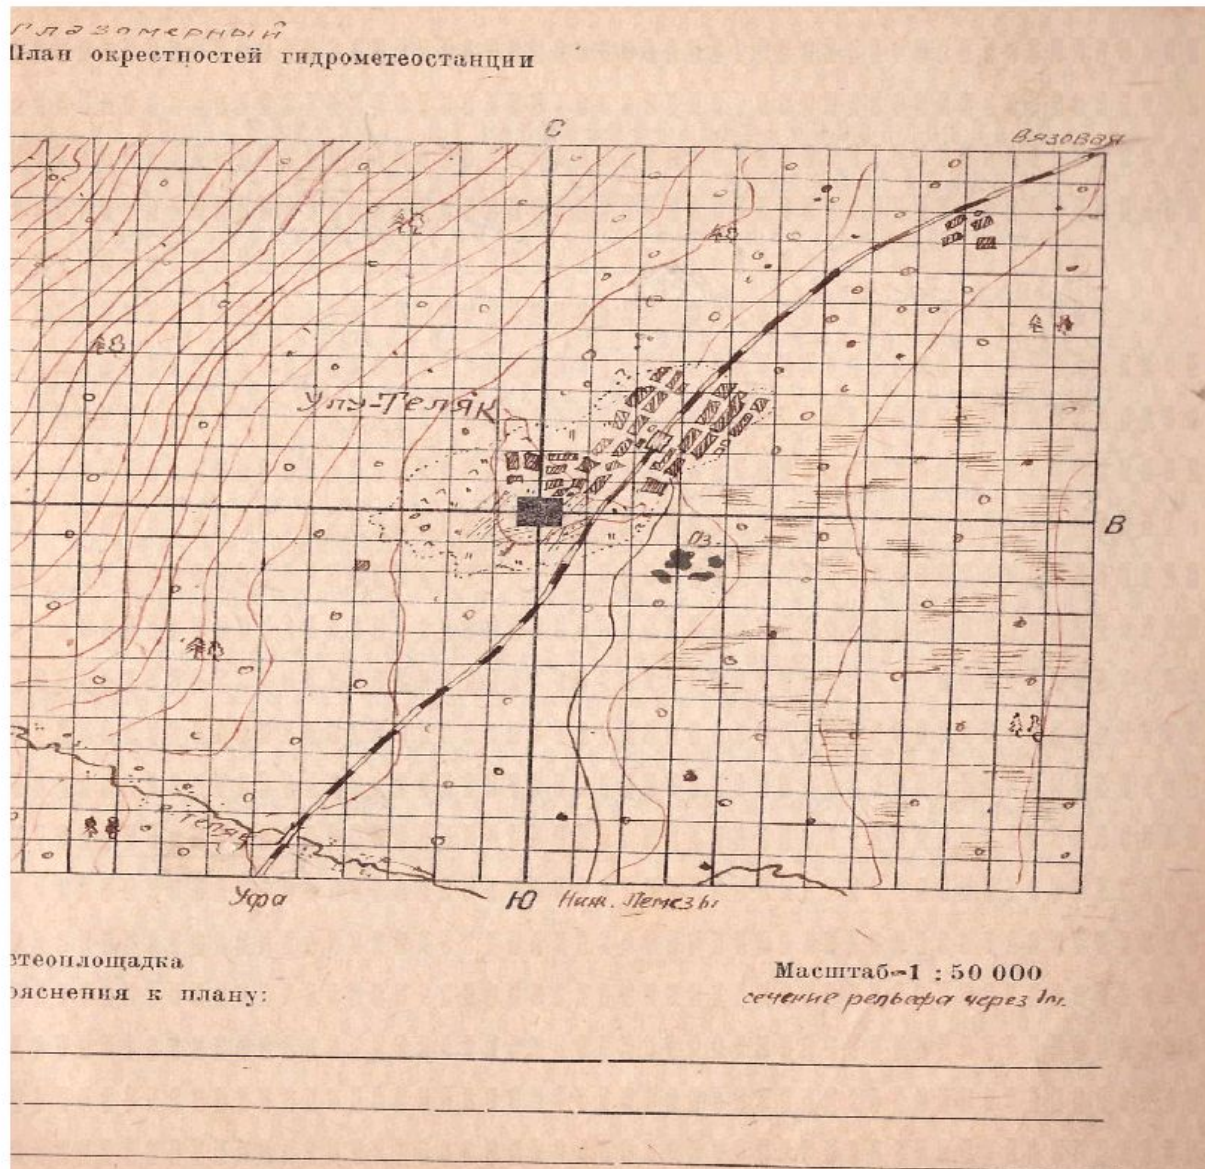 Глазомерный
План окрестностей гидрометеостанции
С
Вязовая
Улу-Теляк
В
Оз.
р. Теляк
Уфа
Ю
Ниж. Лемезы
етеоплощадка
Масштаб-1 : 50 000
ояснения к плану:
сечение рельефа через 1м.